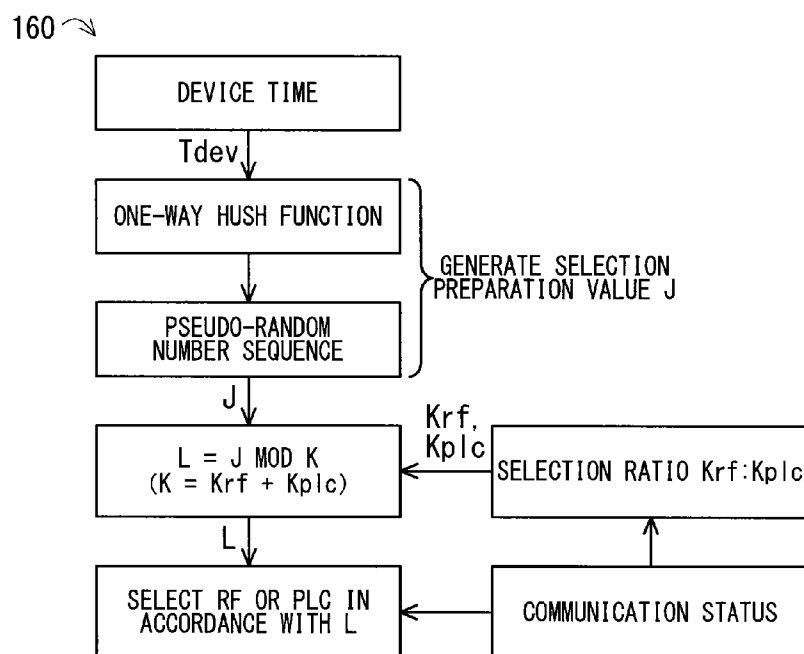 160
DEVICE TIME
Tdev
ONE-WAY HUSH FUNCTION
GENERATE SELECTION
PREPARATION VALUE J
PSEUDO-RANDOM
NUMBER SEQUENCE
J
Krf,
Kplc
L = J MOD K
(K = Krf + Kplc)
SELECTION RATIO Krf:Kplc
L
SELECT RF OR PLC IN
ACCORDANCE WITH L
COMMUNICATION STATUS